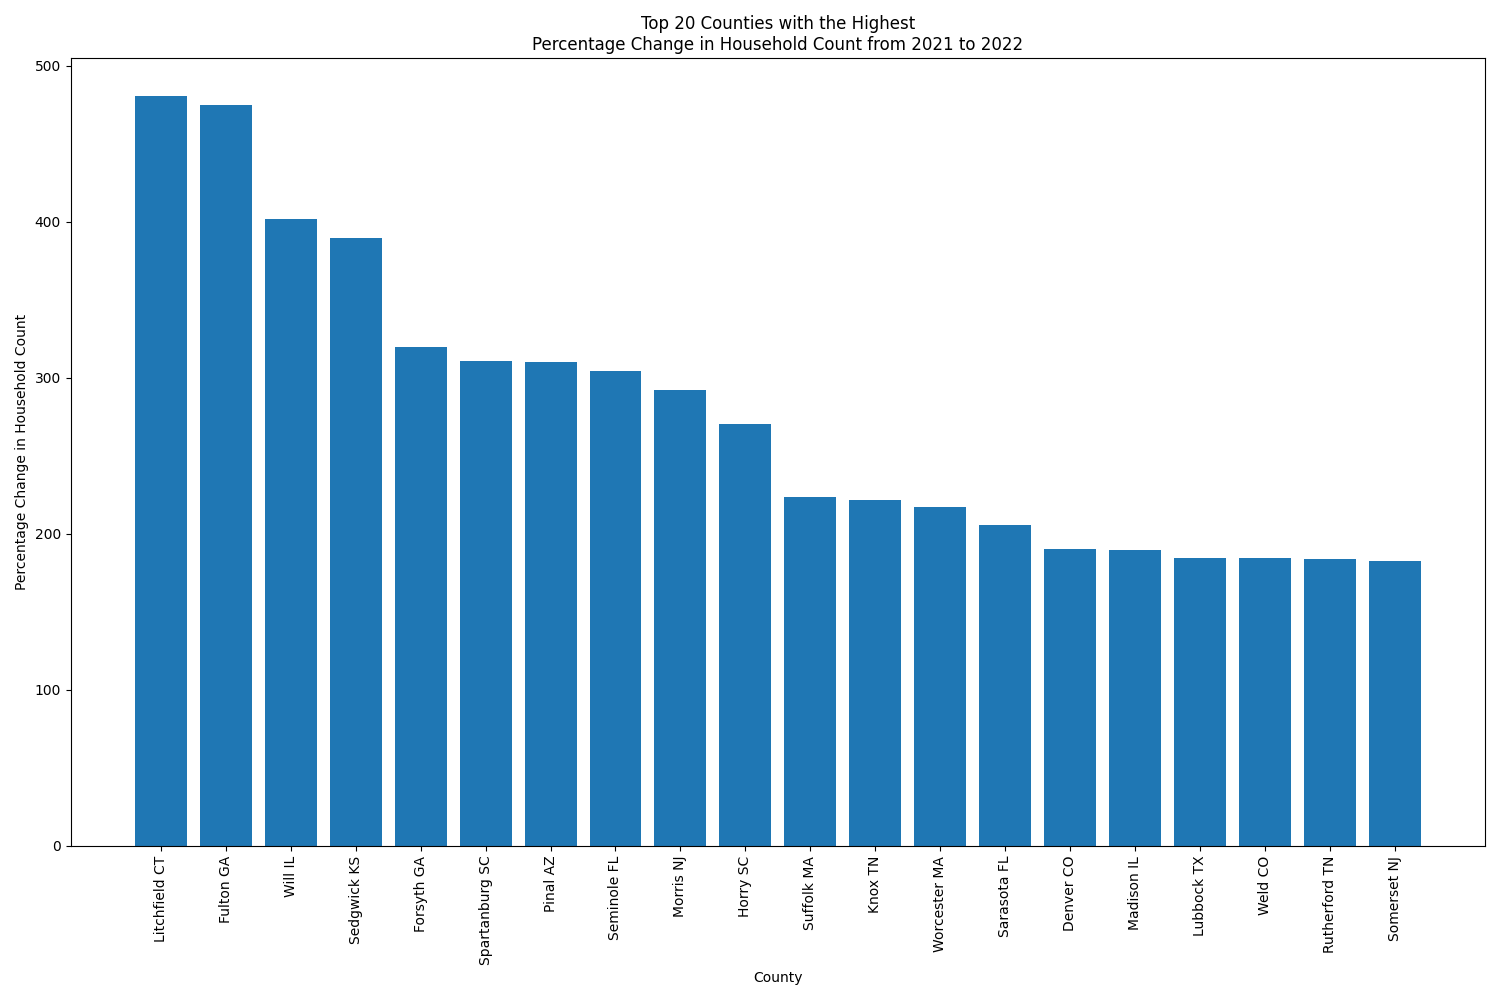 Top 20 Counties with the Highest
Percentage Change in Household Count from 2021 to 2022
Percentage Change in Household Count
500
400
300
200
100
0
Litchfield CT
Fulton GA
Will IL
Sedgwick KS
Forsyth GA
Spartanburg SC
Pinal AZ
Seminole FL
Morris NJ
Horry SC
Suffolk MA
Knox TN
Worcester MA
Sarasota FL
Denver CO
Madison IL
Lubbock TX
Weld CO
Rutherford TN
Somerset NJ
County